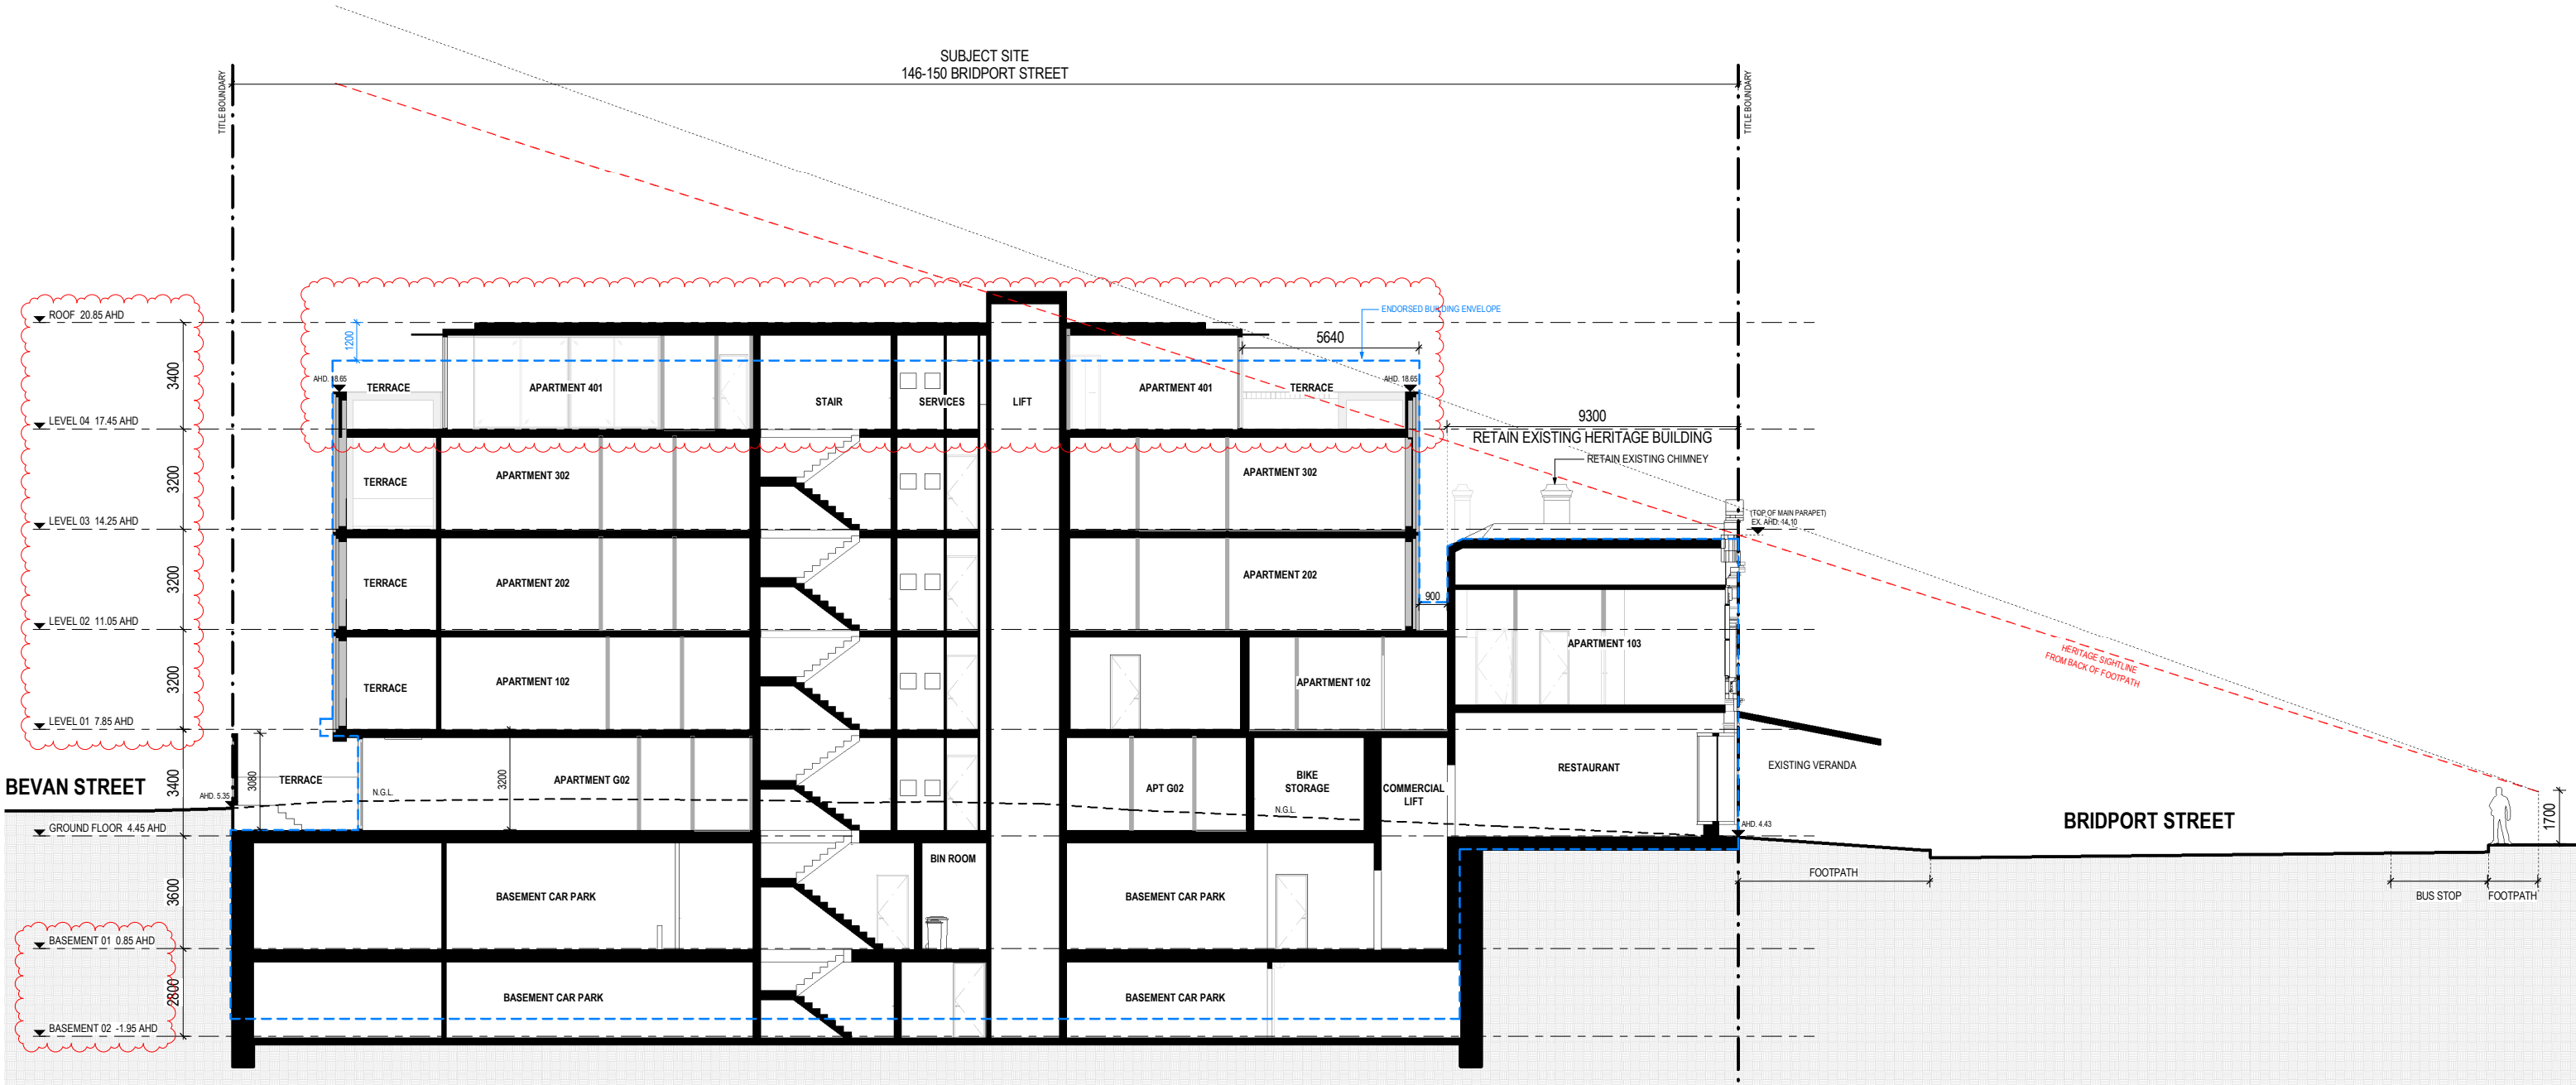 SUBJECT SITE
146-150 BRIDPORT STREET
TITLE BOUNDARY
TITLE BOUNDARY
ROOF 20.85 AHD
1200
ENDORSED BUILDING ENVELOPE
5640
3400
AHD. 18.65
TERRACE
APARTMENT 401
STAIR
SERVICES
LIFT
APARTMENT 401
TERRACE
AHD. 18.65
9300
LEVEL 04 17.45 AHD
RETAIN EXISTING HERITAGE BUILDING
RETAIN EXISTING CHIMNEY
3200
TERRACE
APARTMENT 302
APARTMENT 302
(TOP OF MAIN PARAPET)
EX. AHD: 44.10
LEVEL 03 14.25 AHD
3200
TERRACE
APARTMENT 202
APARTMENT 202
900
LEVEL 02 11.05 AHD
3200
TERRACE
APARTMENT 102
APARTMENT 102
APARTMENT 103
HERITAGE SIGHTLINE
FROM BACK OF FOOTPATH
LEVEL 01 7.85 AHD
BEVAN STREET
3400
AHD. 5.35
3080
TERRACE
N.G.L.
3200
APARTMENT G02
APT G02
BIKE
STORAGE
COMMERCIAL
LIFT
N.G.L.
RESTAURANT
EXISTING VERANDA
BRIDPORT STREET
1700
GROUND FLOOR 4.45 AHD
AHD. 4.43
3600
BASEMENT CAR PARK
BIN ROOM
BASEMENT CAR PARK
FOOTPATH
BUS STOP
FOOTPATH
BASEMENT 01 0.85 AHD
2800
BASEMENT CAR PARK
BASEMENT CAR PARK
BASEMENT 02 -1.95 AHD